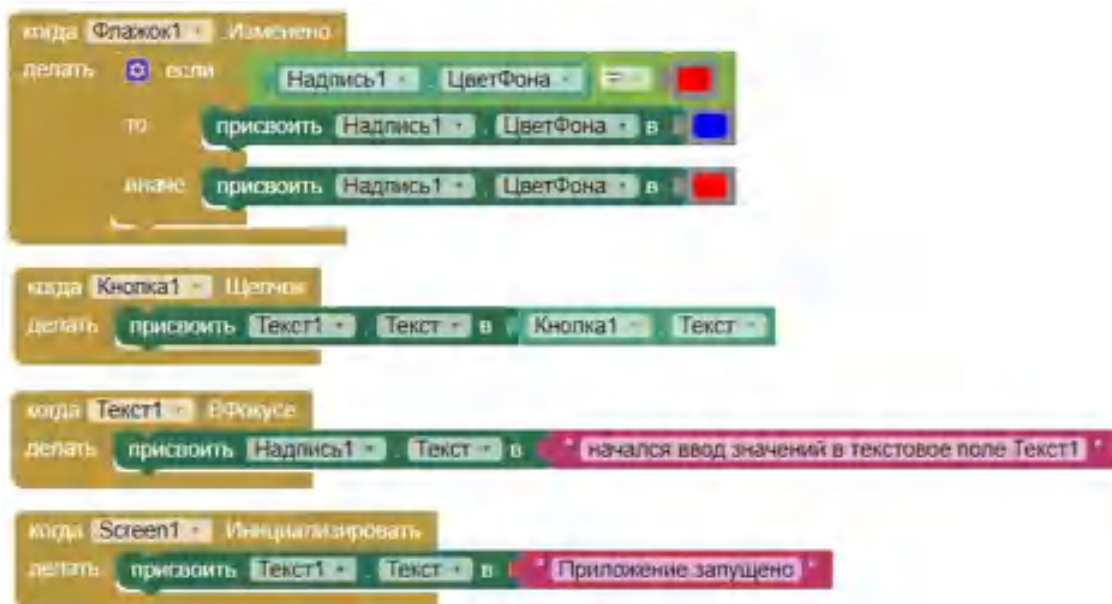 когда Флажок1 . Изменено
делать если Надпись1 . ЦветФона =
то присвоить Надпись1 . ЦветФона в
иначе присвоить Надпись1 . ЦветФона в
когда Кнопка1 . Щелчок
делать присвоить Текст1 . Текст в Кнопка1 . Текст
когда Текст1 . ВФокусе
делать присвоить Надпись1 . Текст в " начался ввод значений в текстовое поле Текст1 "
когда Screen1 . Инициализировать
делать присвоить Текст1 . Текст в " Приложение запущено "